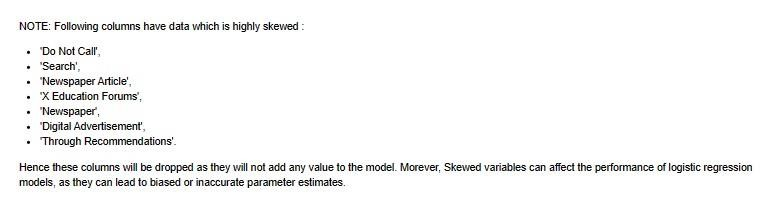 NOTE: Following columns have data which is highly skewed :
• 'Do Not Call',
• 'Search',
• 'Newspaper Article',
• 'X Education Forums',
• 'Newspaper',
• 'Digital Advertisement',
• 'Through Recommendations'.
Hence these columns will be dropped as they will not add any value to the model. Morever, Skewed variables can affect the performance of logistic regression
models, as they can lead to biased or inaccurate parameter estimates.